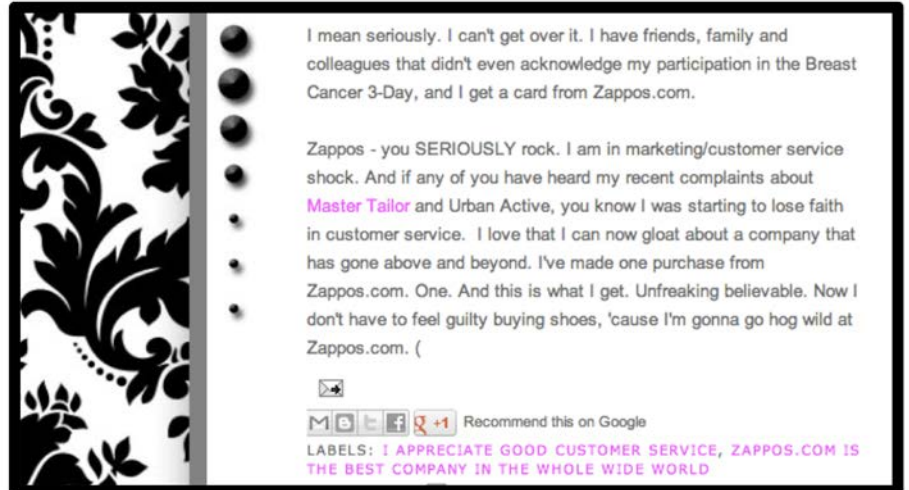 I mean seriously. I can't get over it. I have friends, family and
colleagues that didn't even acknowledge my participation in the Breast
Cancer 3-Day, and I get a card from Zappos.com.
Zappos - you SERIOUSLY rock. I am in marketing/customer service
shock. And if any of you have heard my recent complaints about
Master Tailor and Urban Active, you know I was starting to lose faith
in customer service.  I love that I can now gloat about a company that
has gone above and beyond. I've made one purchase from
Zappos.com. One. And this is what I get. Unfreaking believable. Now I
don't have to feel guilty buying shoes, 'cause I'm gonna go hog wild at
Zappos.com. (
g +1 Recommend this on Google
LABELS: I APPRECIATE GOOD CUSTOMER SERVICE, ZAPPOS.COM IS
THE BEST COMPANY IN THE WHOLE WIDE WORLD